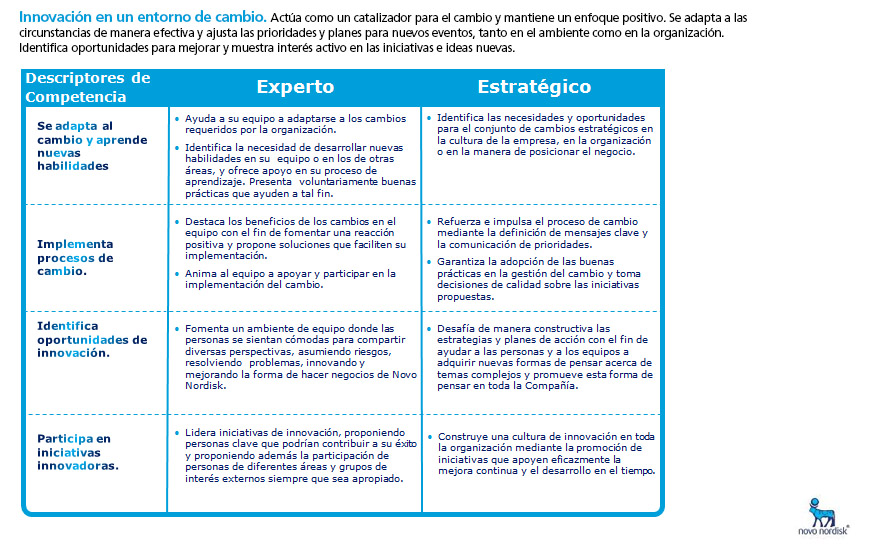 Innovación en un entorno de cambio. Actúa como un catalizador para el cambio y mantiene un enfoque positivo. Se adapta a las
circunstancias de manera efectiva y ajusta las prioridades y planes para nuevos eventos, tanto en el ambiente como en la organización.
Identifica oportunidades para mejorar y muestra interés activo en las iniciativas e ideas nuevas.
Descriptores de
Competencia
Experto
Estratégico
Se adapta al
cambio y aprende
nuevas
habilidades
• Ayuda a su equipo a adaptarse a los cambios
requeridos por la organización.
• Identifica la necesidad de desarrollar nuevas
habilidades en su equipo o en los de otras
áreas, y ofrece apoyo en su proceso de
aprendizaje. Presenta voluntariamente buenas
prácticas que ayuden a tal fin.
• Identifica las necesidades y oportunidades
para el conjunto de cambios estratégicos en
la cultura de la empresa, en la organización
o en la manera de posicionar el negocio.
Implementa
procesos de
cambio.
• Destaca los beneficios de los cambios en el
equipo con el fin de fomentar una reacción
positiva y propone soluciones que faciliten su
implementación.
• Anima al equipo a apoyar y participar en la
implementación del cambio.
• Refuerza e impulsa el proceso de cambio
mediante la definición de mensajes clave y
la comunicación de prioridades.
• Garantiza la adopción de las buenas
prácticas en la gestión del cambio y toma
decisiones de calidad sobre las iniciativas
propuestas.
Identifica
oportunidades de
innovación.
• Fomenta un ambiente de equipo donde las
personas se sientan cómodas para compartir
diversas perspectivas, asumiendo riesgos,
resolviendo problemas, innovando y
mejorando la forma de hacer negocios de Novo
Nordisk.
• Desafía de manera constructiva las
estrategias y planes de acción con el fin de
ayudar a las personas y a los equipos a
adquirir nuevas formas de pensar acerca de
temas complejos y promueve esta forma de
pensar en toda la Compañía.
Participa en
iniciativas
innovadoras.
• Lidera iniciativas de innovación, proponiendo
personas clave que podrían contribuir a su éxito
y proponiendo además la participación de
personas de diferentes áreas y grupos de
interés externos siempre que sea apropiado.
• Construye una cultura de innovación en toda
la organización mediante la promoción de
iniciativas que apoyen eficazmente la
mejora continua y el desarrollo en el tiempo.
novo nordisk®